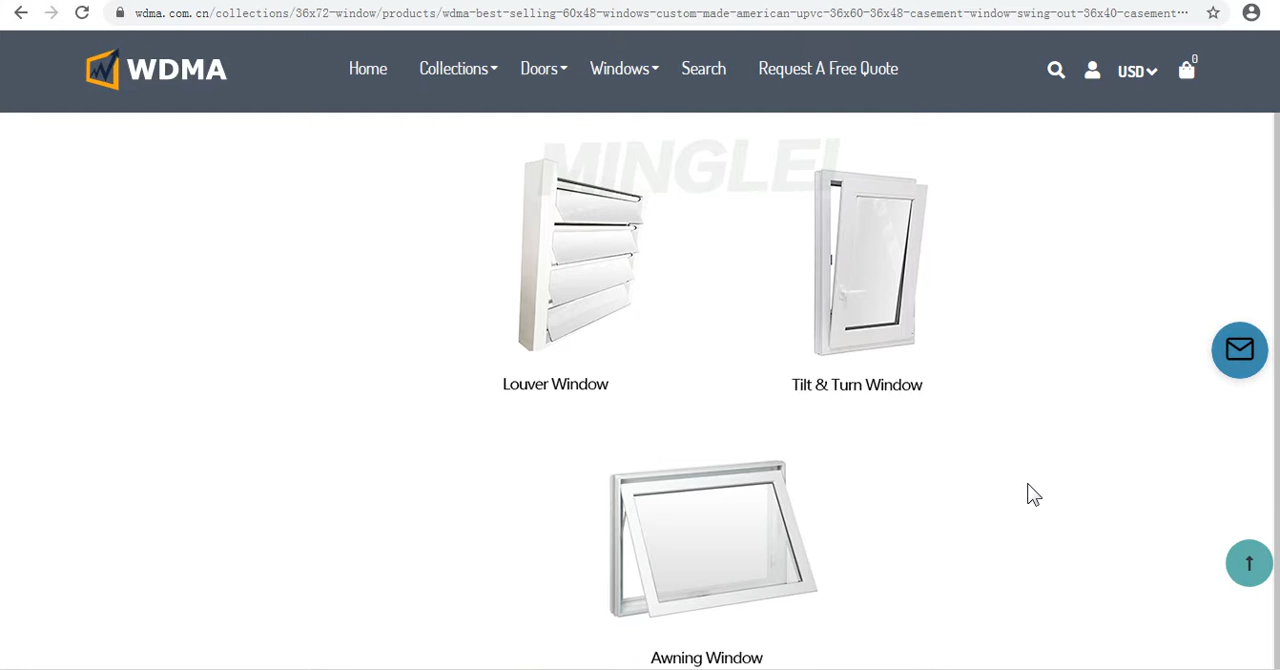 wdma.com.cn/collections/36x72-window/products/wdma-best-selling-60x48-windows-custom-made-american-upvc-36x60-36x48-casement-window-swing-out-36x40-casement…
WDMA
Home Collections Doors Windows Search Request A Free Quote USD 0
MINGLEI
Louver Window Tilt & Turn Window
Awning Window